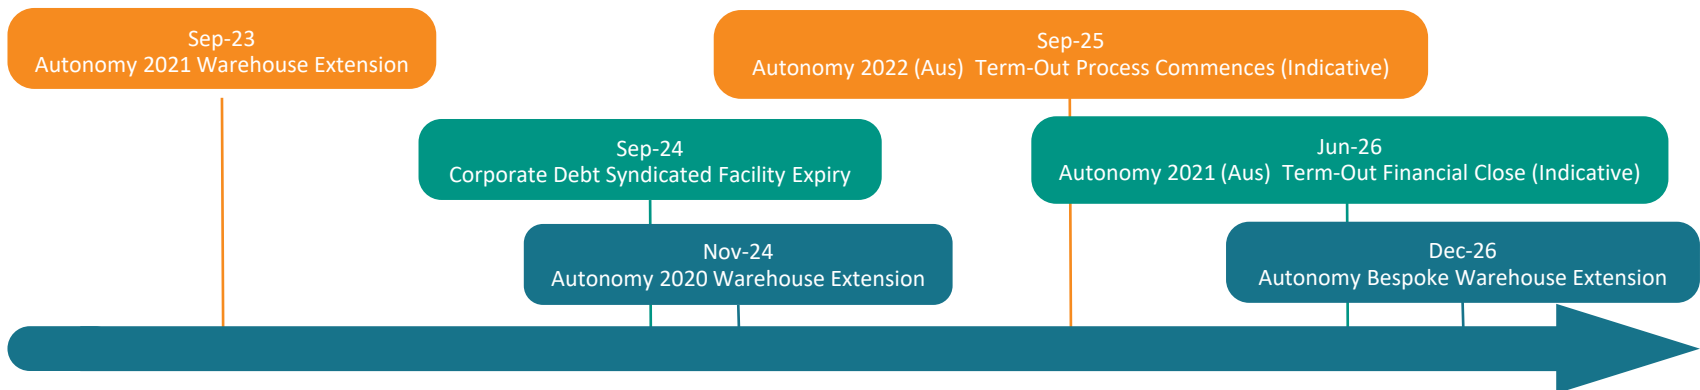 Sep-23
Autonomy 2021 Warehouse Extension
Sep-25
Autonomy 2022 (Aus) Term-Out Process Commences (Indicative)
Sep-24
Corporate Debt Syndicated Facility Expiry
Jun-26
Autonomy 2021 (Aus) Term-Out Financial Close (Indicative)
Nov-24
Autonomy 2020 Warehouse Extension
Dec-26
Autonomy Bespoke Warehouse Extension